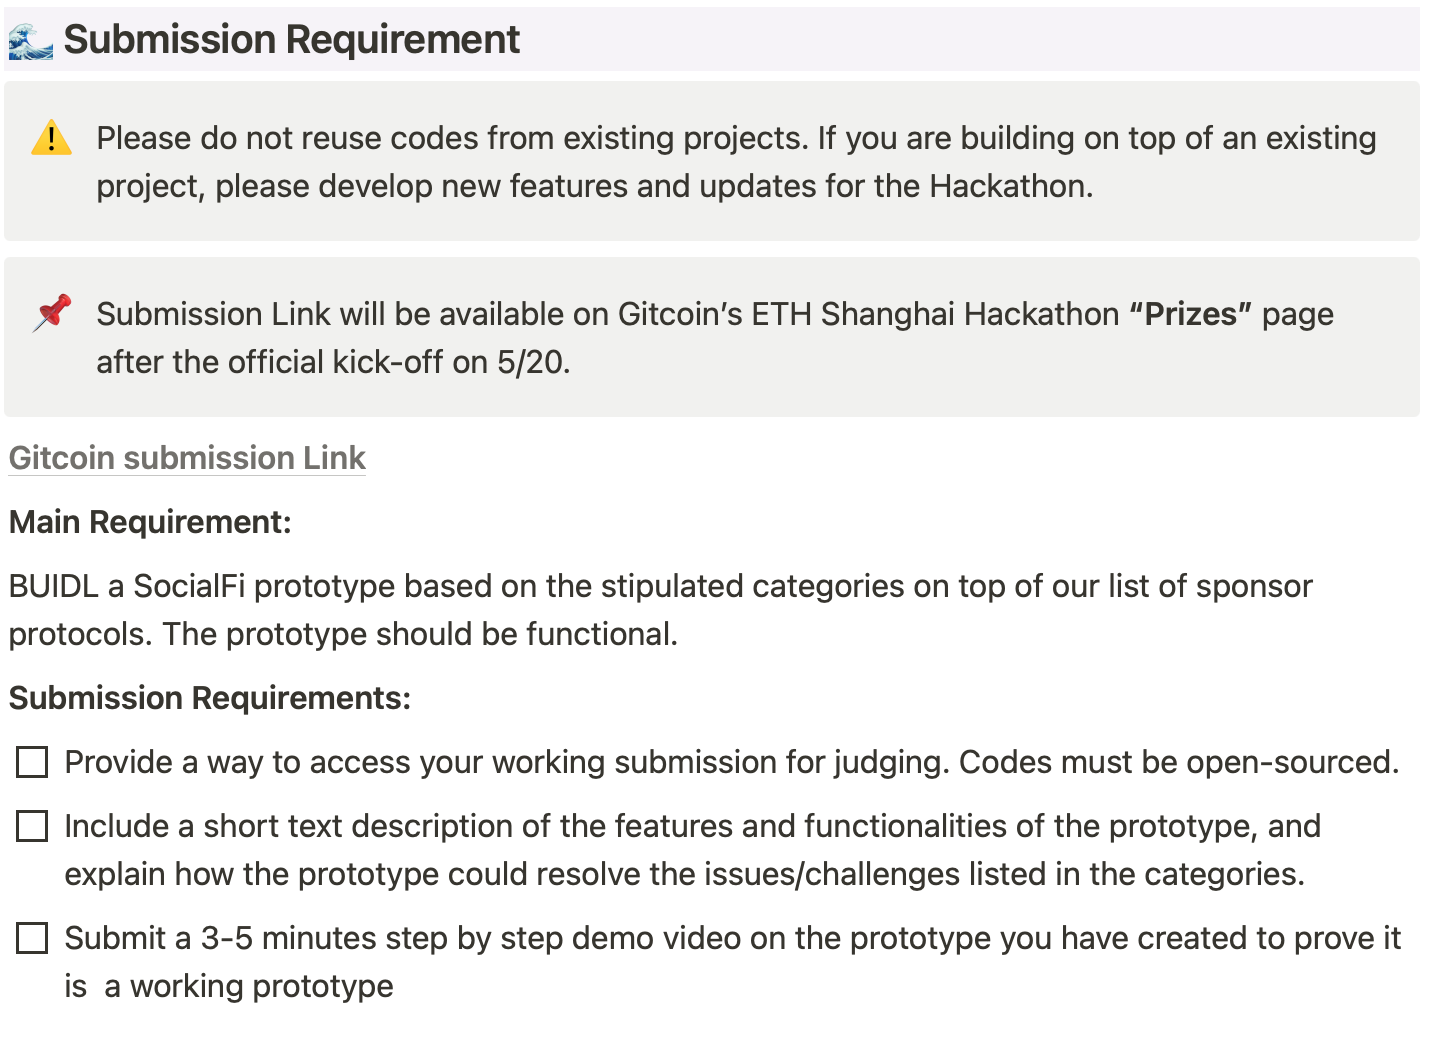 🌊 Submission Requirement
⚠️ Please do not reuse codes from existing projects. If you are building on top of an existing
project, please develop new features and updates for the Hackathon.
📌 Submission Link will be available on Gitcoin’s ETH Shanghai Hackathon “Prizes” page
after the official kick-off on 5/20.
Gitcoin submission Link
Main Requirement:
BUIDL a SocialFi prototype based on the stipulated categories on top of our list of sponsor
protocols. The prototype should be functional.
Submission Requirements:
Provide a way to access your working submission for judging. Codes must be open-sourced.
Include a short text description of the features and functionalities of the prototype, and
explain how the prototype could resolve the issues/challenges listed in the categories.
Submit a 3-5 minutes step by step demo video on the prototype you have created to prove it
is  a working prototype